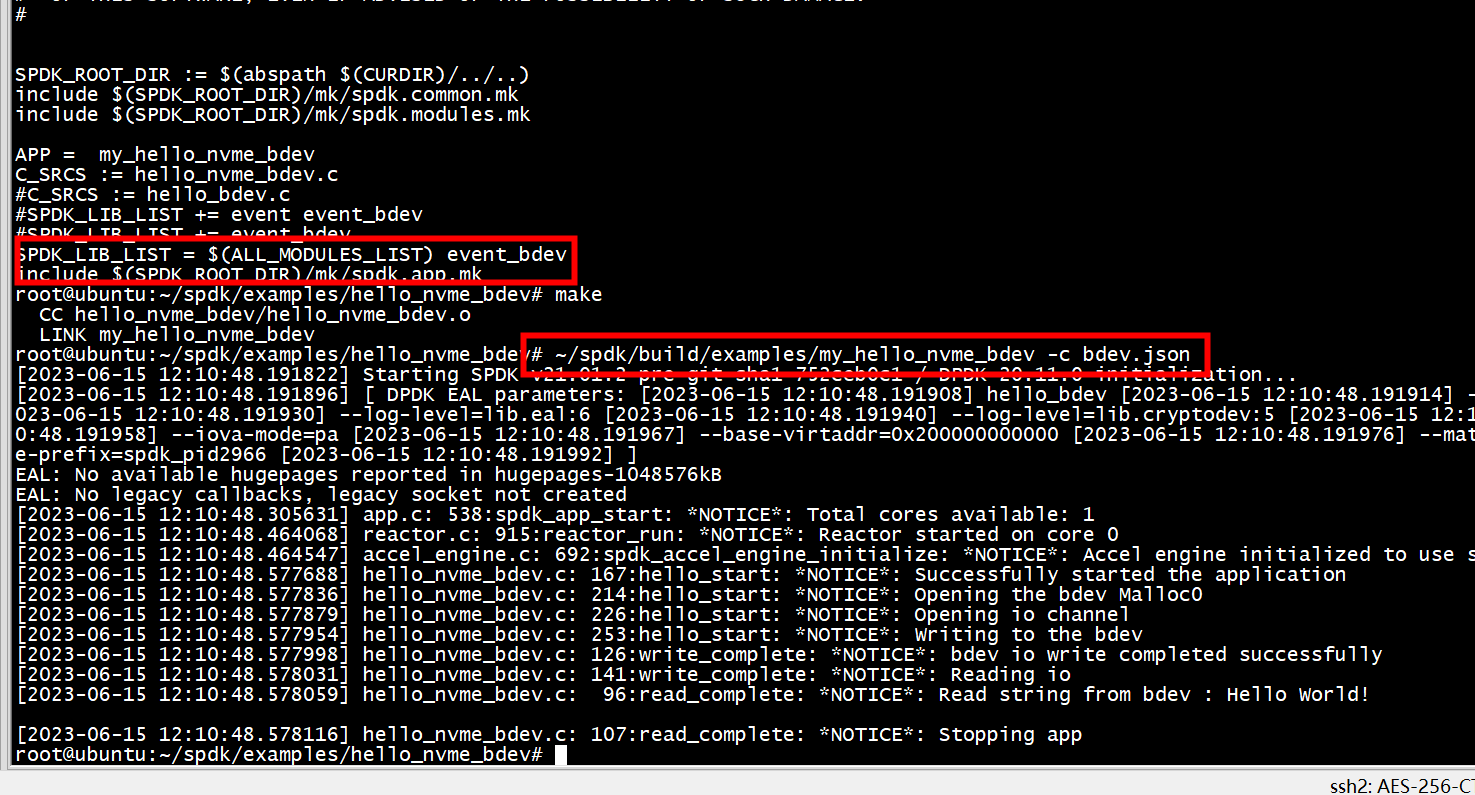 #
SPDK_ROOT_DIR := $(abspath $(CURDIR)/../..)
include $(SPDK_ROOT_DIR)/mk/spdk.common.mk
include $(SPDK_ROOT_DIR)/mk/spdk.modules.mk
APP =  my_hello_nvme_bdev
C_SRCS := hello_nvme_bdev.c
#C_SRCS := hello_bdev.c
#SPDK_LIB_LIST += event event_bdev
#SPDK_LIB_LIST += event_bdev
SPDK_LIB_LIST = $(ALL_MODULES_LIST) event_bdev
include $(SPDK_ROOT_DIR)/mk/spdk.app.mk
root@ubuntu:~/spdk/examples/hello_nvme_bdev# make
  CC hello_nvme_bdev/hello_nvme_bdev.o
  LINK my_hello_nvme_bdev
root@ubuntu:~/spdk/examples/hello_nvme_bdev# ~/spdk/build/examples/my_hello_nvme_bdev -c bdev.json
[2023-06-15 12:10:48.191822] Starting SPDK v21.01.2-pre git sha1 752ceb0c1 / DPDK 20.11.0 initialization...
[2023-06-15 12:10:48.191896] [ DPDK EAL parameters: [2023-06-15 12:10:48.191908] hello_bdev [2023-06-15 12:10:48.191914] -
023-06-15 12:10:48.191930] --log-level=lib.eal:6 [2023-06-15 12:10:48.191940] --log-level=lib.cryptodev:5 [2023-06-15 12:1
0:48.191958] --iova-mode=pa [2023-06-15 12:10:48.191967] --base-virtaddr=0x200000000000 [2023-06-15 12:10:48.191976] --mat
e-prefix=spdk_pid2966 [2023-06-15 12:10:48.191992] ]
EAL: No available hugepages reported in hugepages-1048576kB
EAL: No legacy callbacks, legacy socket not created
[2023-06-15 12:10:48.305631] app.c: 538:spdk_app_start: *NOTICE*: Total cores available: 1
[2023-06-15 12:10:48.464068] reactor.c: 915:reactor_run: *NOTICE*: Reactor started on core 0
[2023-06-15 12:10:48.464547] accel_engine.c: 692:spdk_accel_engine_initialize: *NOTICE*: Accel engine initialized to use s
[2023-06-15 12:10:48.577688] hello_nvme_bdev.c: 167:hello_start: *NOTICE*: Successfully started the application
[2023-06-15 12:10:48.577836] hello_nvme_bdev.c: 214:hello_start: *NOTICE*: Opening the bdev Malloc0
[2023-06-15 12:10:48.577879] hello_nvme_bdev.c: 226:hello_start: *NOTICE*: Opening io channel
[2023-06-15 12:10:48.577954] hello_nvme_bdev.c: 253:hello_start: *NOTICE*: Writing to the bdev
[2023-06-15 12:10:48.577998] hello_nvme_bdev.c: 126:write_complete: *NOTICE*: bdev io write completed successfully
[2023-06-15 12:10:48.578031] hello_nvme_bdev.c: 141:write_complete: *NOTICE*: Reading io
[2023-06-15 12:10:48.578059] hello_nvme_bdev.c:  96:read_complete: *NOTICE*: Read string from bdev : Hello World!
[2023-06-15 12:10:48.578116] hello_nvme_bdev.c: 107:read_complete: *NOTICE*: Stopping app
root@ubuntu:~/spdk/examples/hello_nvme_bdev#
ssh2: AES-256-CT